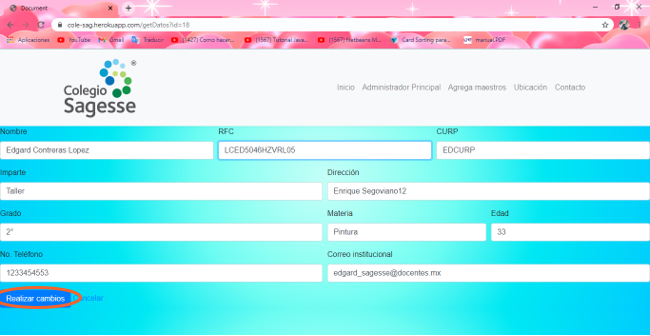 Document
cole-sag.herokuapp.com/getDatos?id=18
Aplicaciones YouTube Gmail Traducir (1427) Como hacer... (1567) Tutorial Java... (1567) Netbeans M... Card Sorting para... manual.PDF
Colegio
Sagesse
Inicio Administrador Principal Agrega maestros Ubicación Contacto
Nombre RFC CURP
Edgard Contreras Lopez LCED5046HZVRL05 EDCURP
Imparte Dirección
Taller Enrique Segoviano12
Grado Materia Edad
2° Pintura 33
No. Teléfono Correo institucional
1233454553 edgard_sagesse@docentes.mx
Realizar cambios Cancelar